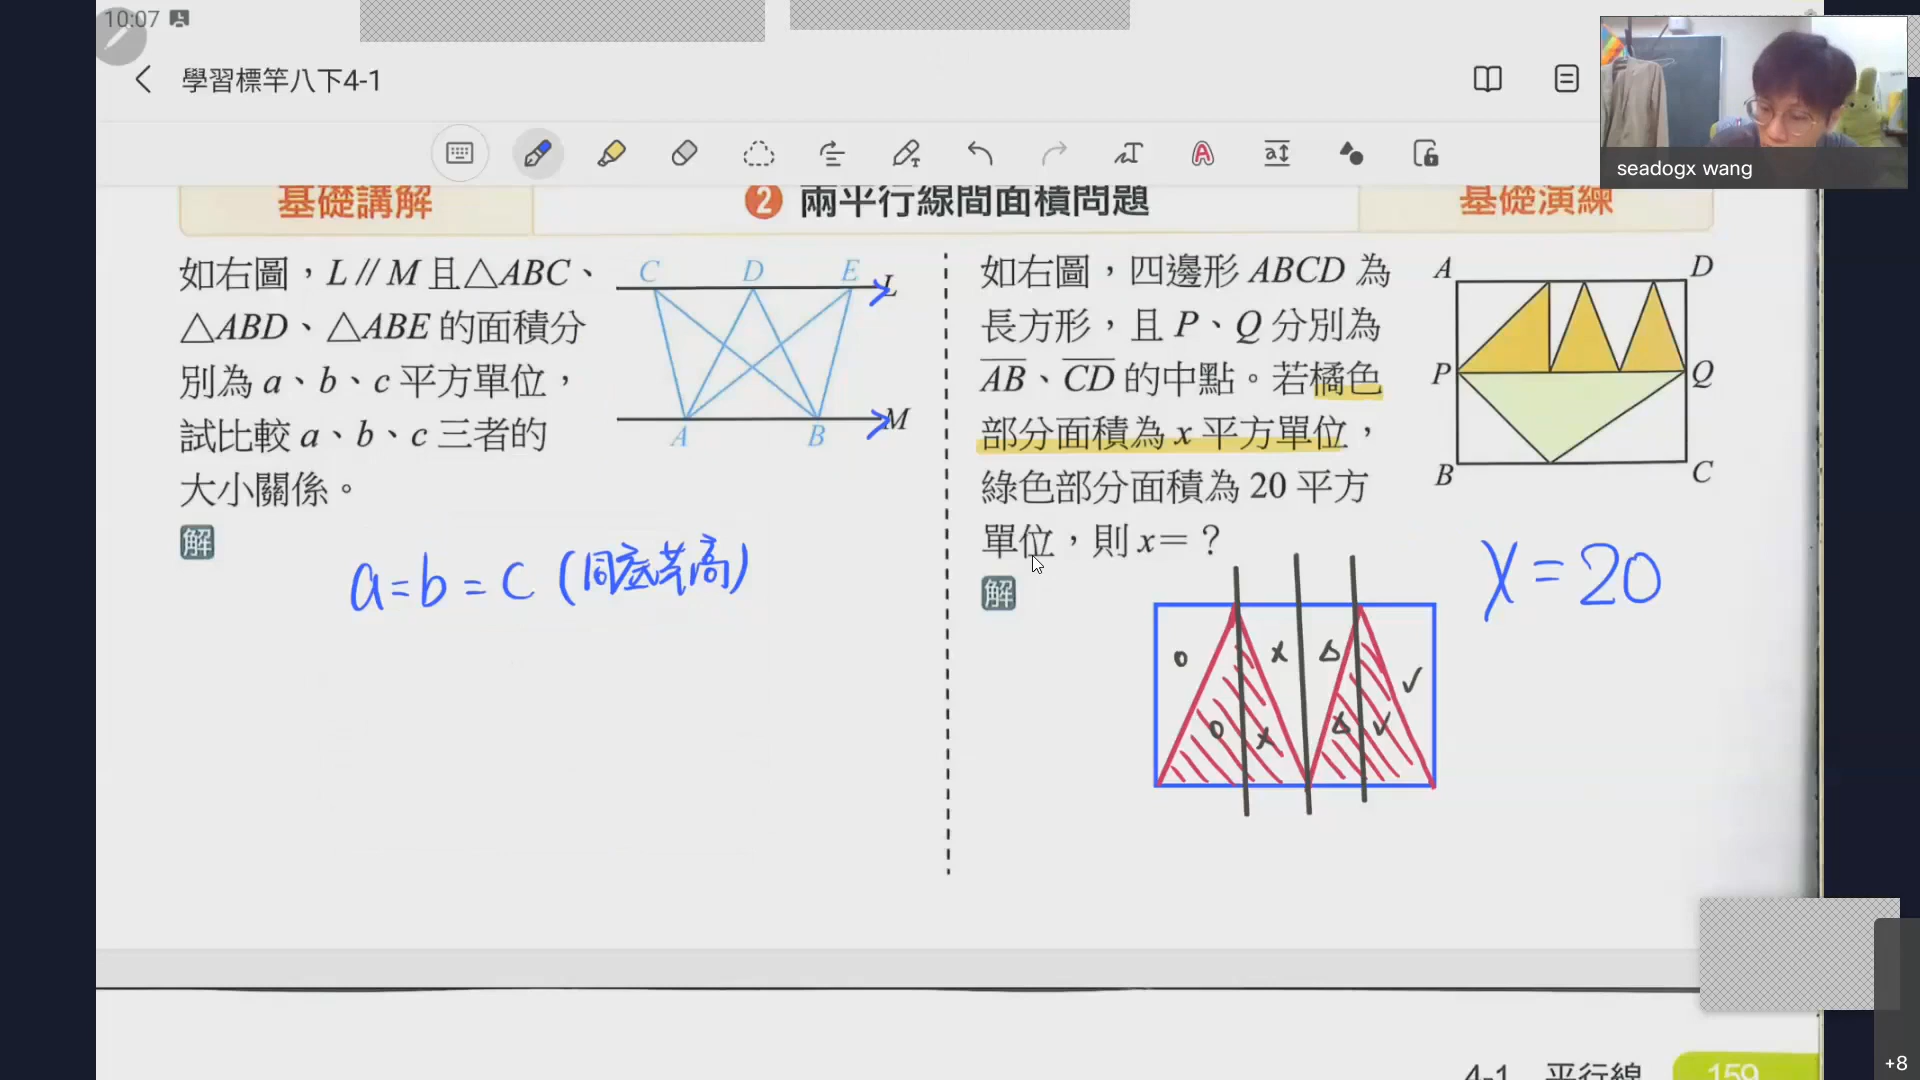 10:07
學習標竿八下4-1
seadogx wang
基礎講解
2 兩平行線間面積問題
基礎演練
如右圖，L // M 且△ABC、
△ABD、△ABE 的面積分
別為 a、b、c 平方單位，
試比較 a、b、c 三者的
大小關係。
C D E L
A B M
解
a=b=c (同底等高)
如右圖，四邊形 ABCD 為
長方形，且 P、Q 分別為
AB、CD 的中點。若橘色
部分面積為 x 平方單位，
綠色部分面積為 20 平方
單位，則 x=？
A D
P Q
B C
解
x=20
O X Δ ✓
O X Δ ✓
4-1 平行線 159
+8